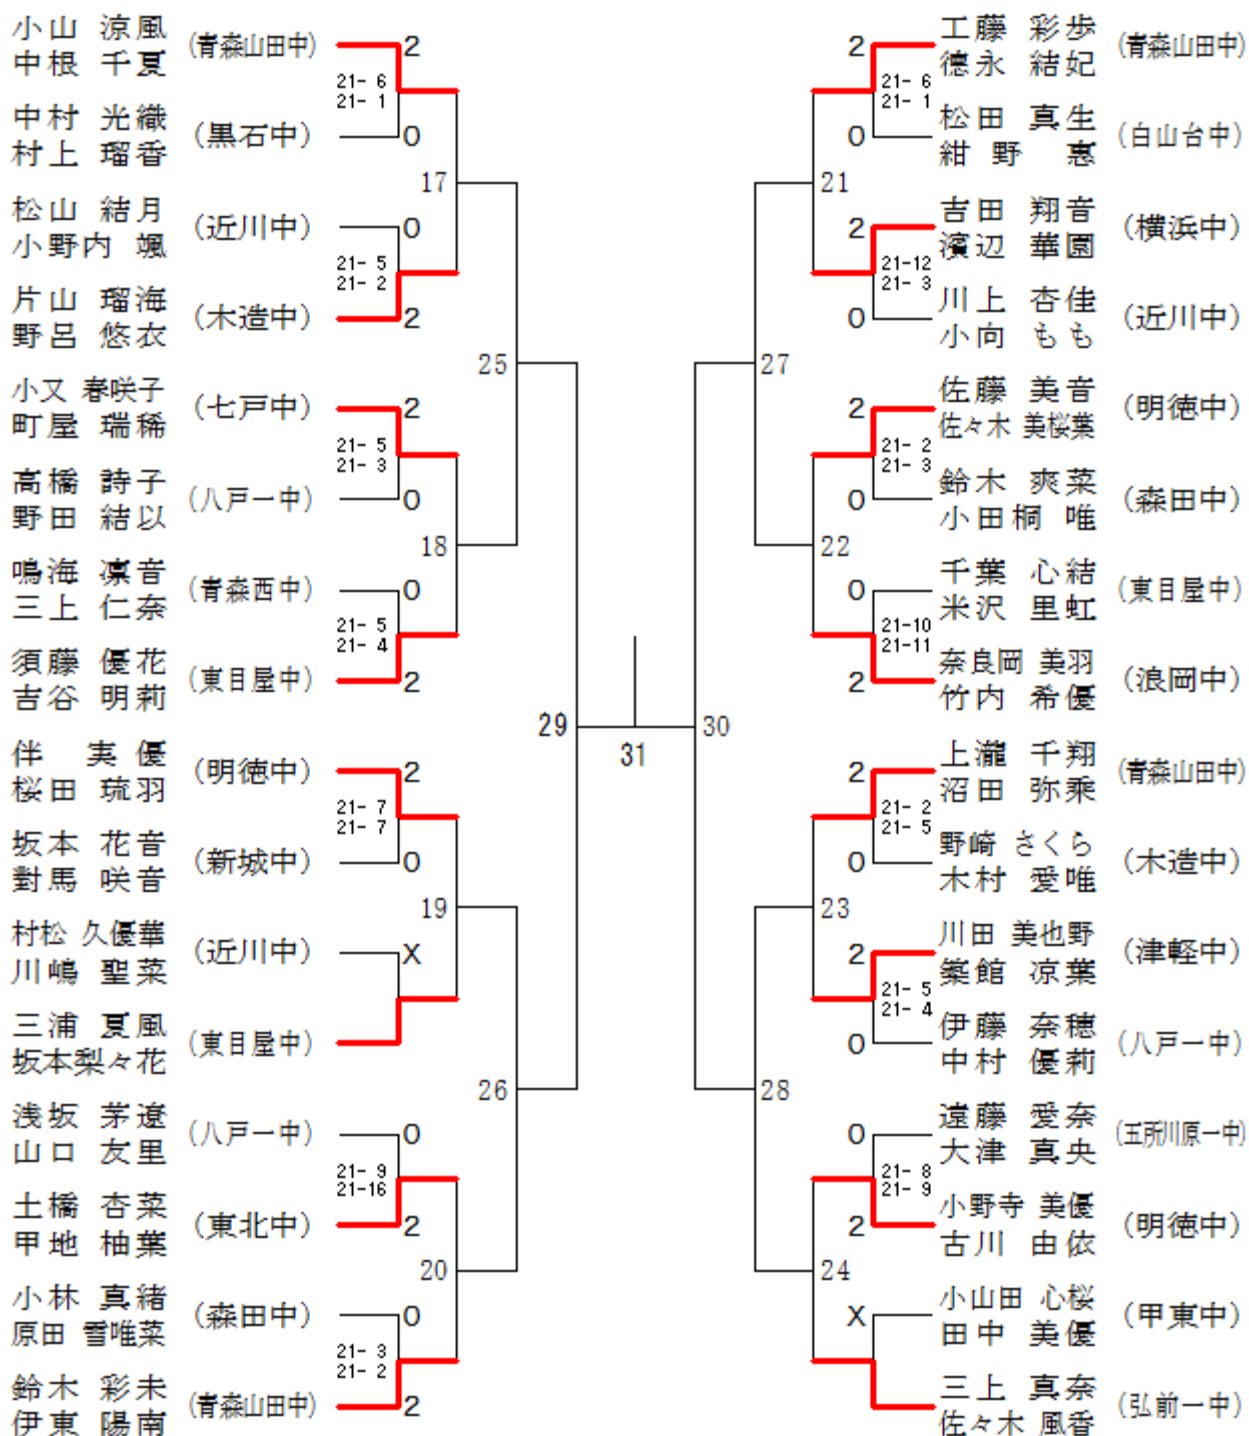 小山 涼風
中根 千夏
(青森山田中)
2
21- 6
21- 1
中村 光織
村上 瑠香
(黒石中)
0
17
松山 結月
小野内 颯
(近川中)
0
21- 5
21- 2
片山 瑠海
野呂 悠衣
(木造中)
2
25
小又 春咲子
町屋 瑞稀
(七戸中)
2
21- 5
21- 3
高橋 詩子
野田 結以
(八戸一中)
0
18
鳴海 凛音
三上 仁奈
(青森西中)
0
21- 5
21- 4
須藤 優花
吉谷 明莉
(東目屋中)
2
29
伴 実優
桜田 琉羽
(明徳中)
2
21- 7
21- 7
坂本 花音
對馬 咲音
(新城中)
0
19
村松 久優華
川嶋 聖菜
(近川中)
X
三浦 夏風
坂本梨々花
(東目屋中)
26
浅坂 茅遼
山口 友里
(八戸一中)
0
21- 9
21-16
土橋 杏菜
甲地 柚葉
(東北中)
2
20
小林 真緒
原田 雪唯菜
(森田中)
0
21- 3
21- 2
鈴木 彩未
伊東 陽南
(青森山田中)
2
31
工藤 彩歩
德永 結妃
(青森山田中)
2
21- 6
21- 1
松田 真生
紺野 惠
(白山台中)
0
21
吉田 翔音
濱辺 華園
(横浜中)
2
21-12
21- 3
川上 杏佳
小向 もも
(近川中)
0
27
佐藤 美音
佐々木 美桜葉
(明徳中)
2
21- 2
21- 3
鈴木 爽菜
小田桐 唯
(森田中)
0
22
千葉 心結
米沢 里虹
(東目屋中)
0
21-10
21-11
奈良岡 美羽
竹内 希優
(浪岡中)
2
30
上瀧 千翔
沼田 弥乗
(青森山田中)
2
21- 2
21- 5
野崎 さくら
木村 愛唯
(木造中)
0
23
川田 美也野
築館 凉葉
(津軽中)
2
21- 5
21- 4
伊藤 奈穂
中村 優莉
(八戸一中)
0
28
遠藤 愛奈
大津 真央
(五所川原一中)
0
21- 8
21- 9
小野寺 美優
古川 由依
(明徳中)
2
24
小山田 心桜
田中 美優
(甲東中)
X
三上 真奈
佐々木 風香
(弘前一中)